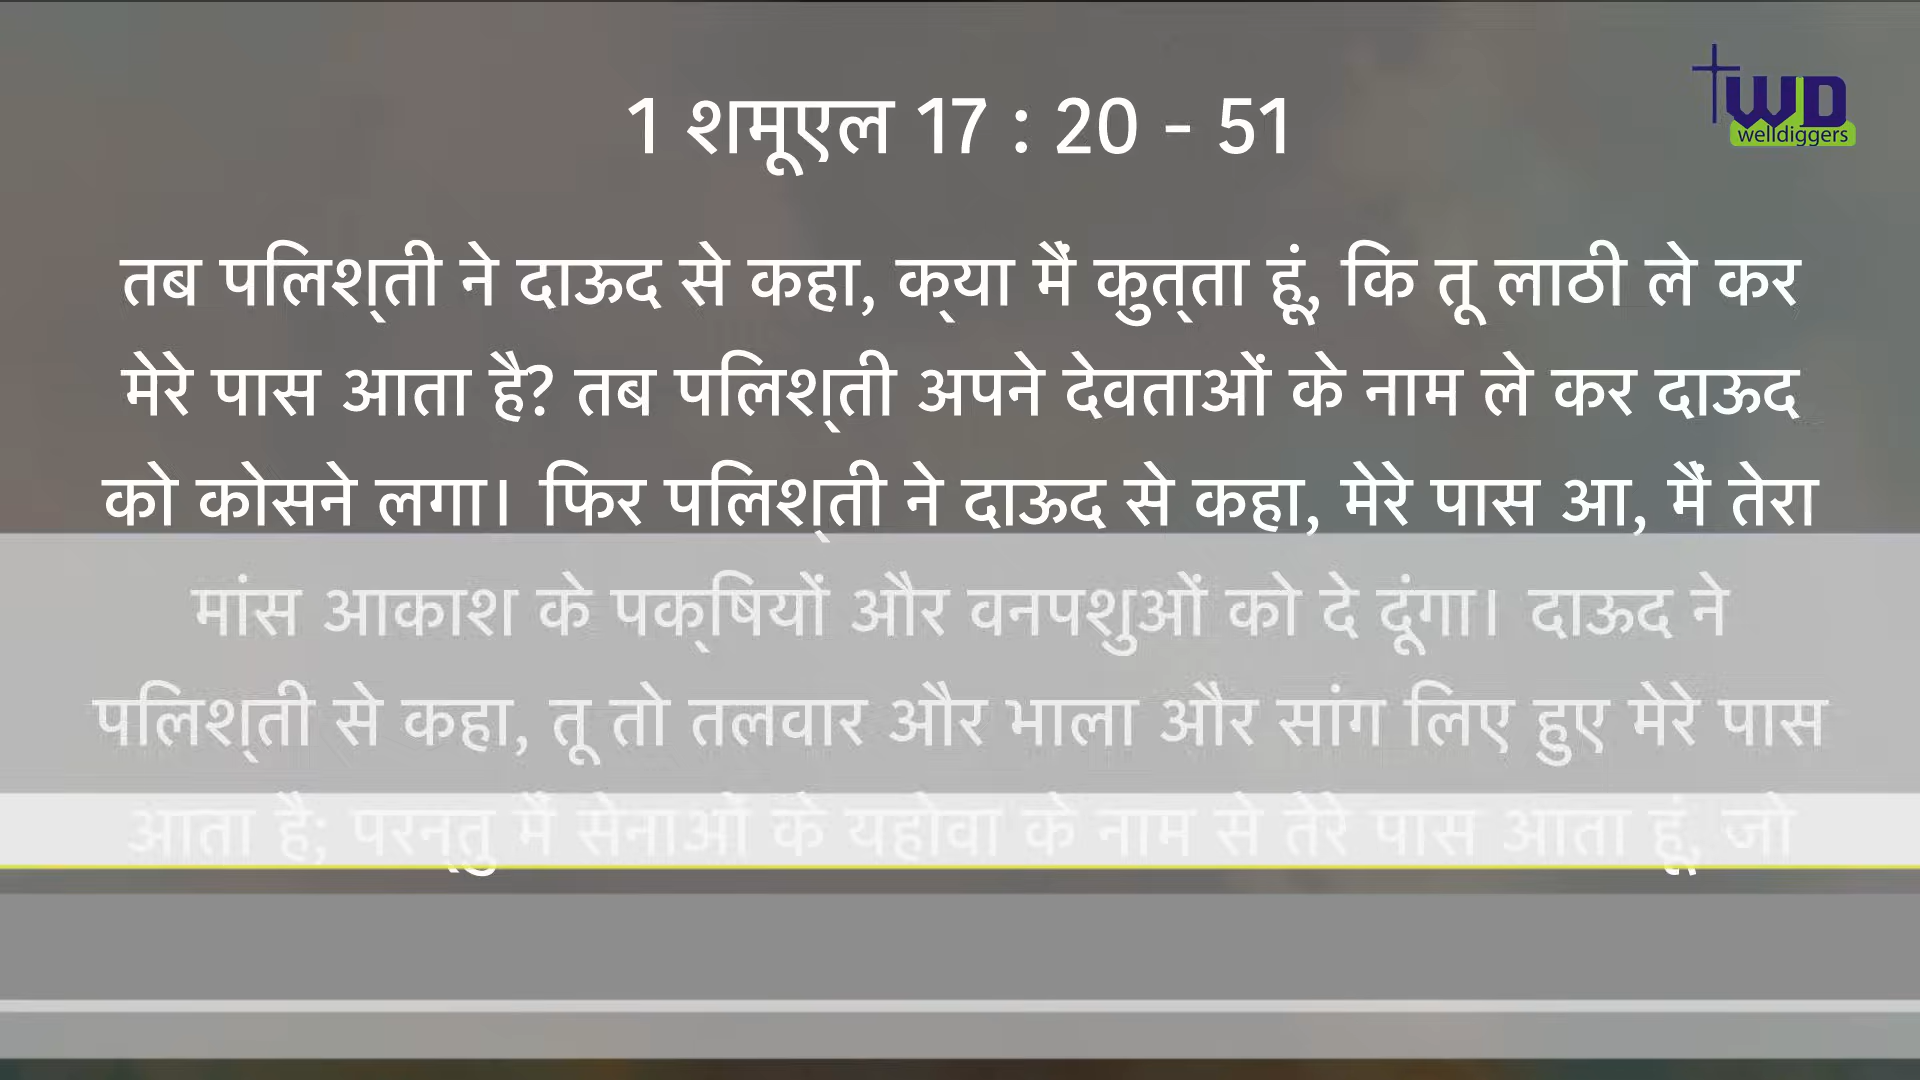 1 शमूएल 17 : 20 - 51
WD
welldiggers
तब पलिश्ती ने दाऊद से कहा, क्या मैं कुत्ता हूं, कि तू लाठी ले कर
मेरे पास आता है? तब पलिश्ती अपने देवताओं के नाम ले कर दाऊद
को कोसने लगा। फिर पलिश्ती ने दाऊद से कहा, मेरे पास आ, मैं तेरा
मांस आकाश के पक्षियों और वनपशुओं को दे दूंगा। दाऊद ने
पलिश्ती से कहा, तू तो तलवार और भाला और सांग लिए हुए मेरे पास
आता है; परन्तु मैं सेनाओं के यहोवा के नाम से तेरे पास आता हूं, जो